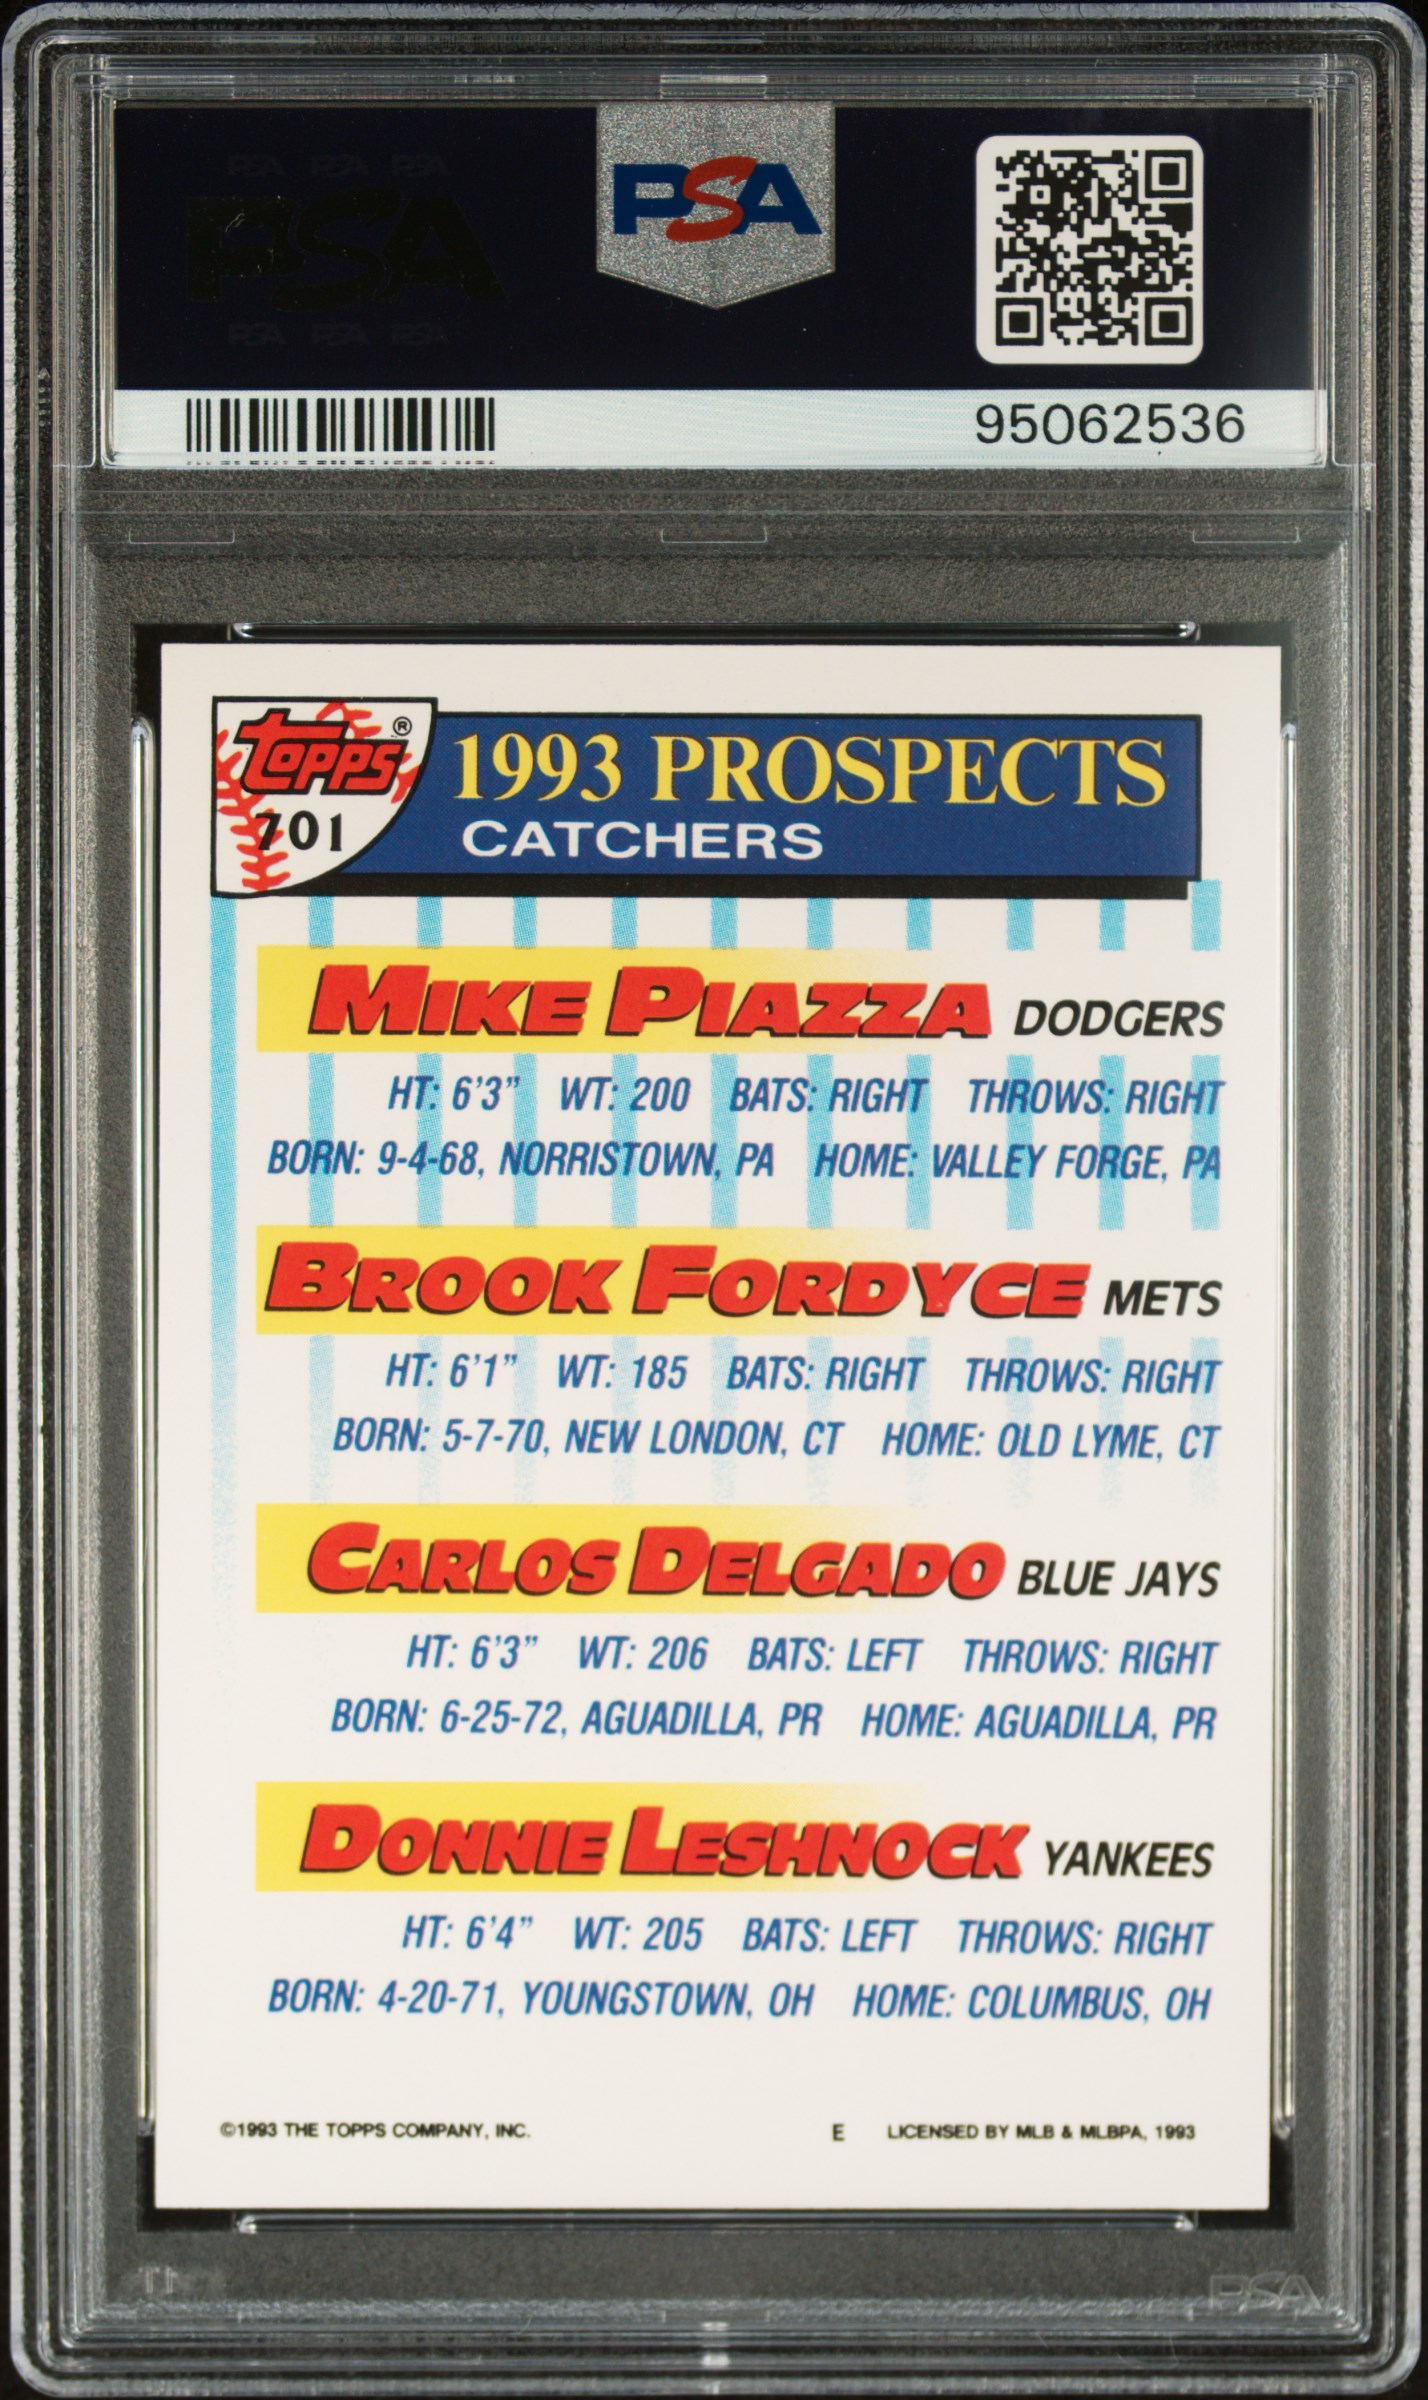 PSA PSA PSA
PSA
PSA PSA PSA
PSA
95062536
TOPPS®
701
1993 PROSPECTS
CATCHERS
MIKE PIAZZA DODGERS
HT: 6'3" WT: 200 BATS: RIGHT THROWS: RIGHT
BORN: 9-4-68, NORRISTOWN, PA HOME: VALLEY FORGE, PA
BROOK FORDYCE METS
HT: 6'1" WT: 185 BATS: RIGHT THROWS: RIGHT
BORN: 5-7-70, NEW LONDON, CT HOME: OLD LYME, CT
CARLOS DELGADO BLUE JAYS
HT: 6'3" WT: 206 BATS: LEFT THROWS: RIGHT
BORN: 6-25-72, AGUADILLA, PR HOME: AGUADILLA, PR
DONNIE LESHNOCK YANKEES
HT: 6'4" WT: 205 BATS: LEFT THROWS: RIGHT
BORN: 4-20-71, YOUNGSTOWN, OH HOME: COLUMBUS, OH
©1993 THE TOPPS COMPANY, INC. E LICENSED BY MLB & MLBPA, 1993
PSA